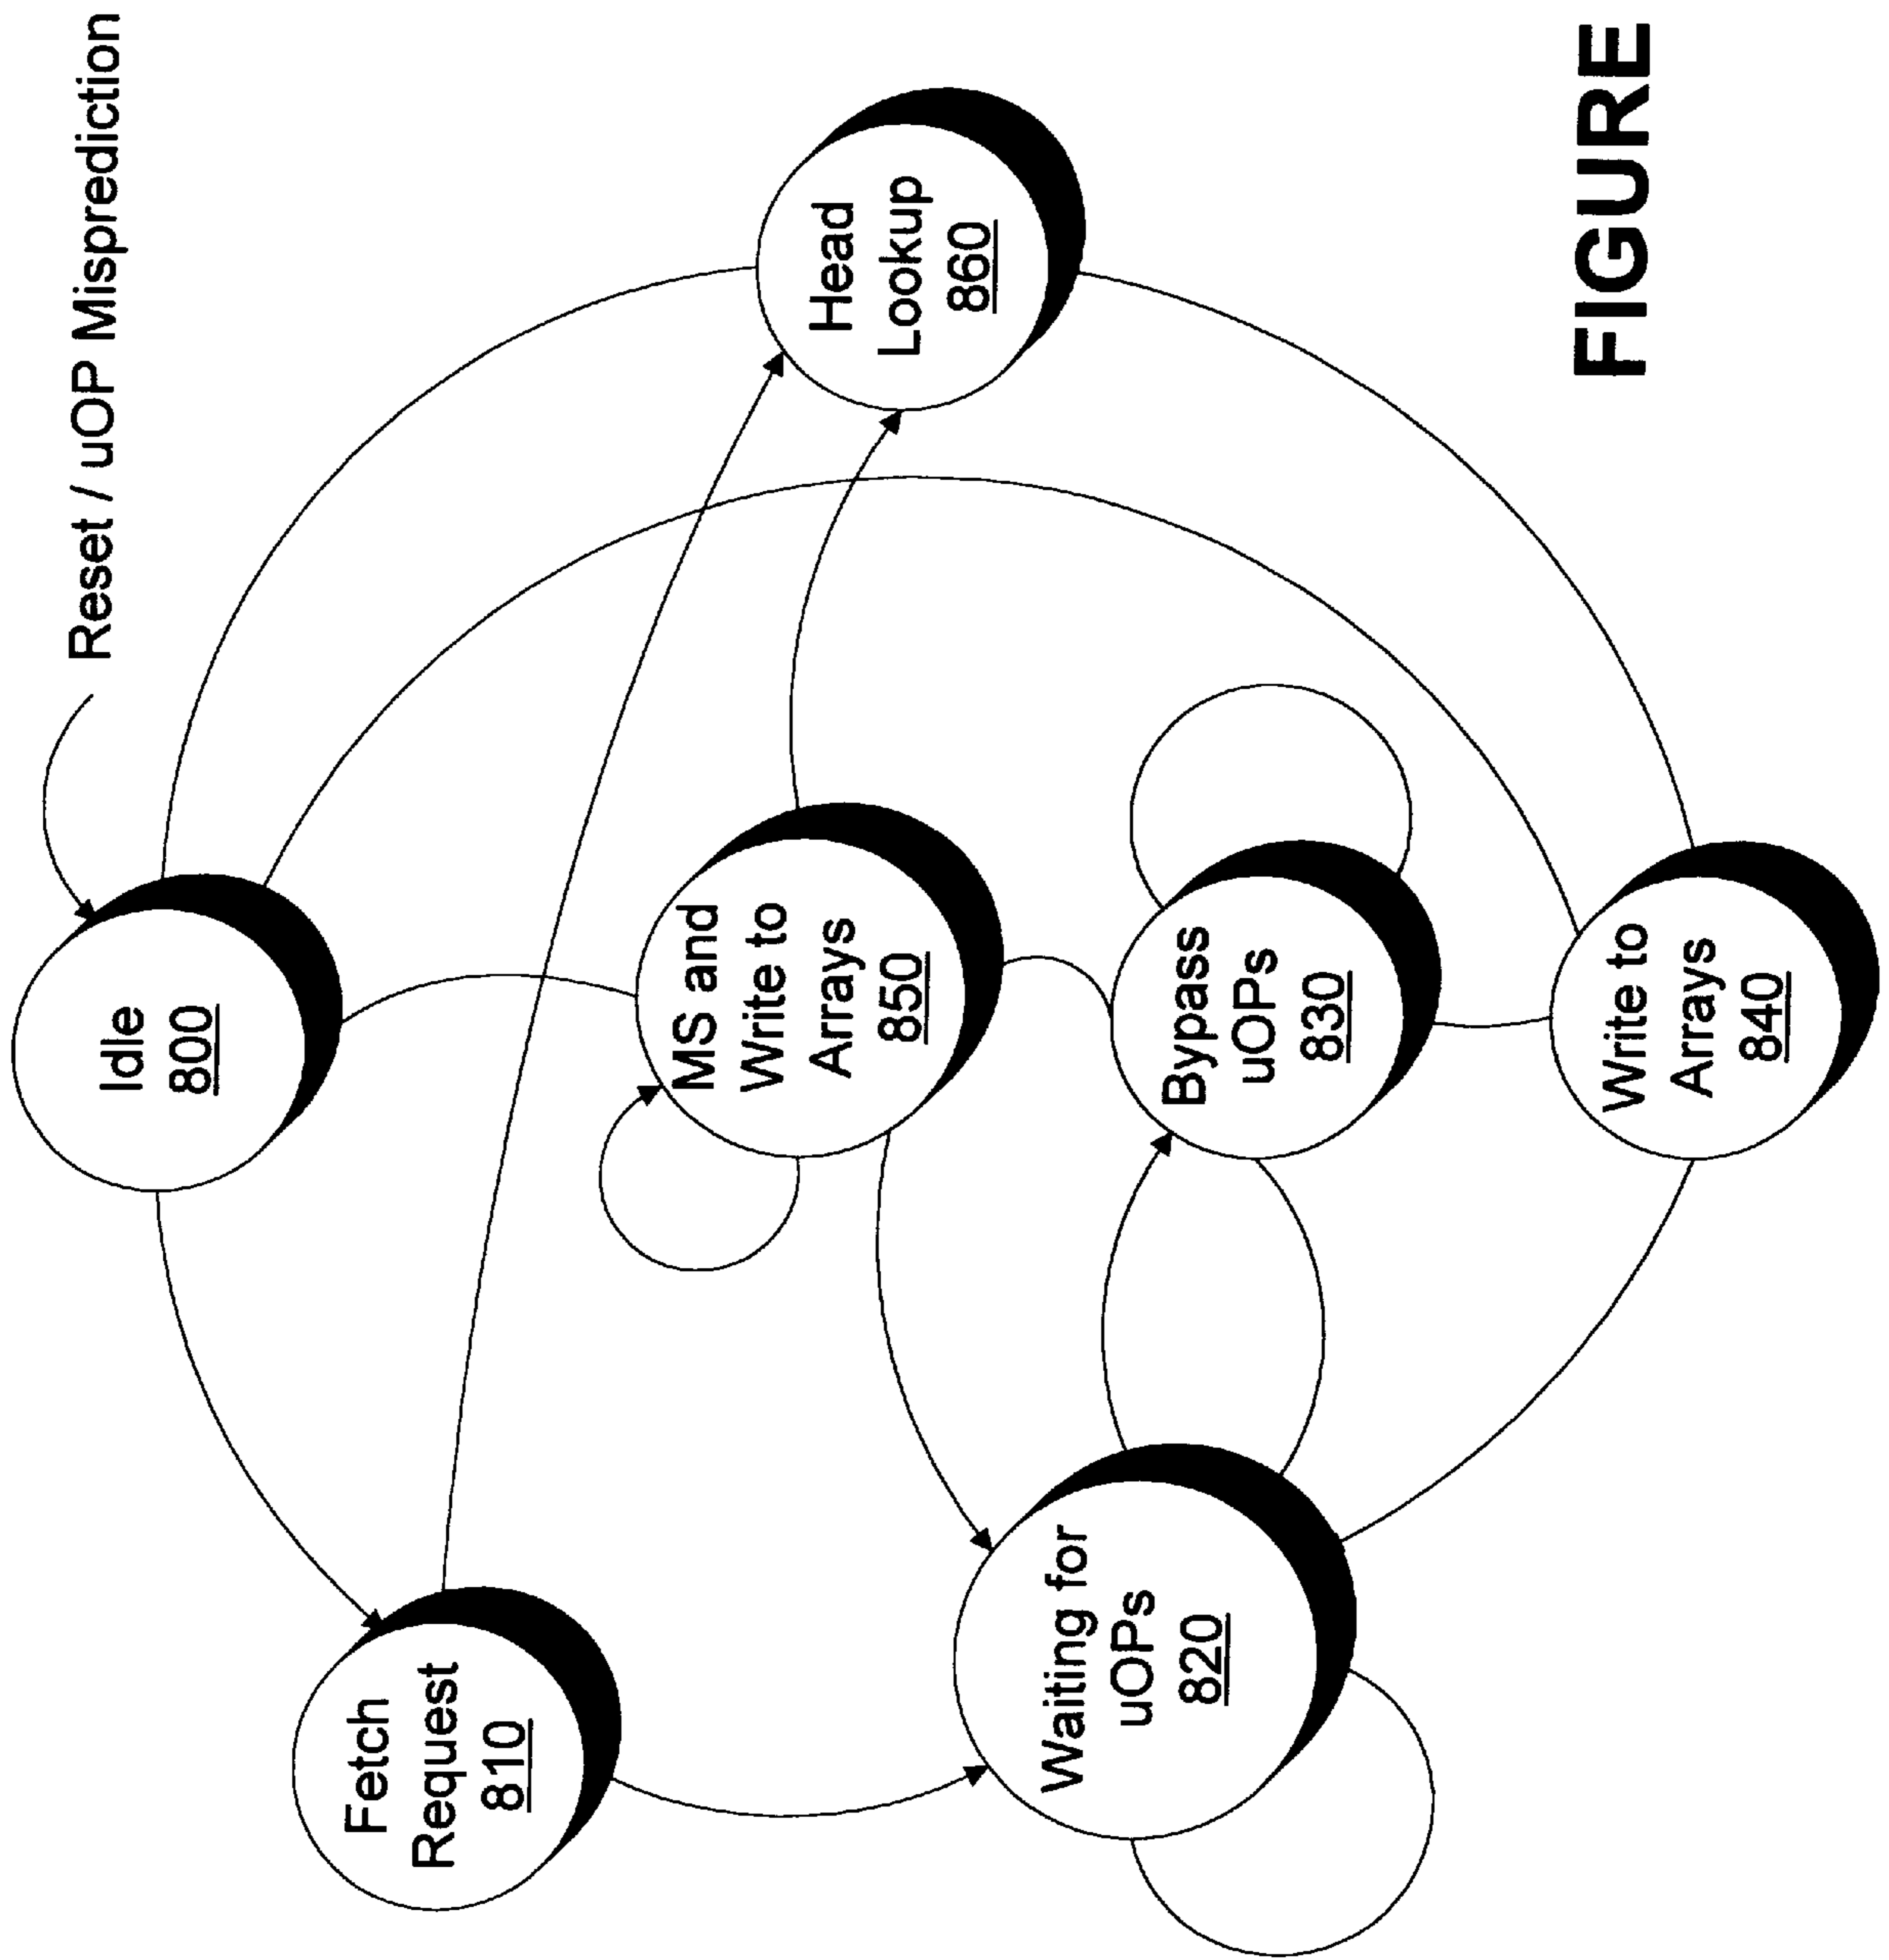 Reset / uOP Misprediction
Idle
800
Fetch
Request
810
Head
Lookup
860
MS and
Write to
Arrays
850
Waiting for
uOPs
820
Bypass
uOPs
830
Write to
Arrays
840
FIGURE